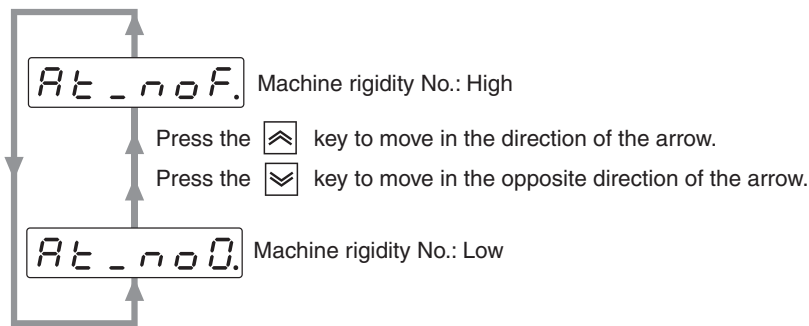 At_noF. Machine rigidity No.: High
Press the key to move in the direction of the arrow.
Press the key to move in the opposite direction of the arrow.
At_no0. Machine rigidity No.: Low